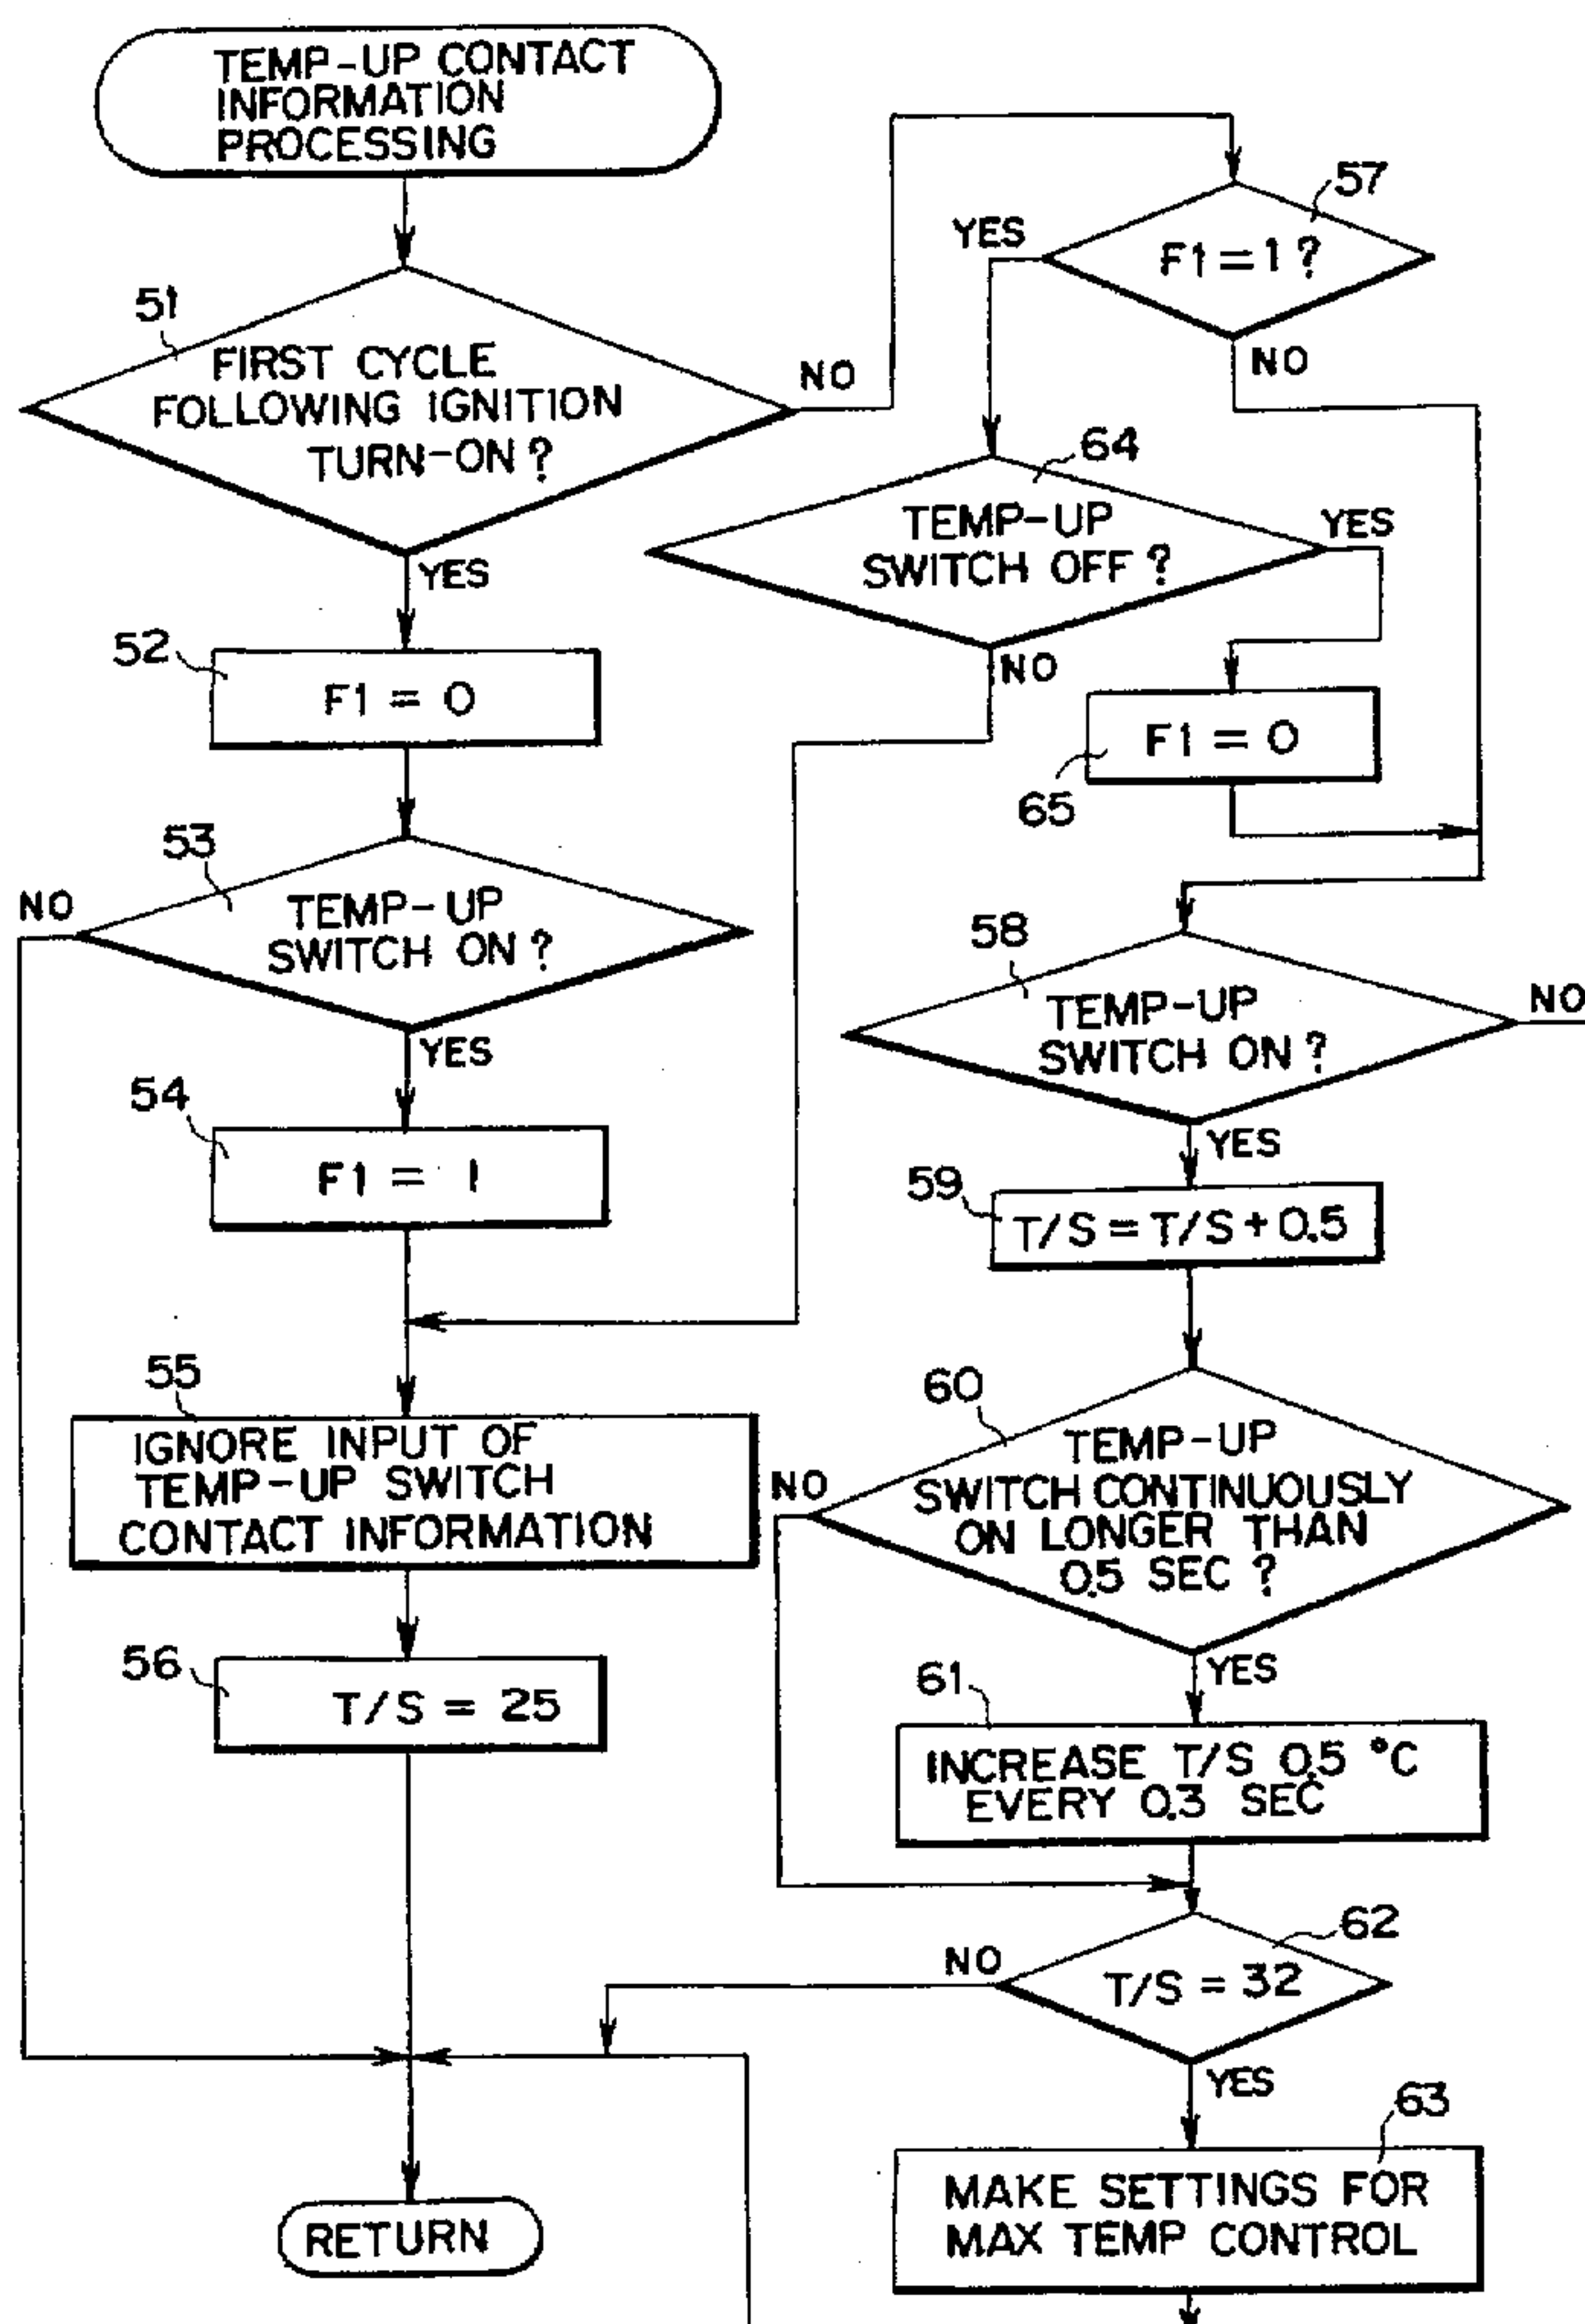 TEMP-UP CONTACT
INFORMATION
PROCESSING
51
FIRST CYCLE
FOLLOWING IGNITION
TURN-ON?
NO
YES
52
F1 = 0
53
TEMP-UP
SWITCH ON?
NO
YES
54
F1 = 1
55
IGNORE INPUT OF
TEMP-UP SWITCH
CONTACT INFORMATION
56
T/S = 25
RETURN
57
F1 = 1?
YES
NO
64
TEMP-UP
SWITCH OFF?
YES
NO
F1 = 0
65
58
TEMP-UP
SWITCH ON?
NO
YES
59
T/S = T/S + 0.5
60
TEMP-UP
SWITCH CONTINUOUSLY
ON LONGER THAN
0.5 SEC ?
NO
YES
61
INCREASE T/S 0.5 °C
EVERY 0.3 SEC
62
T/S = 32
NO
YES
63
MAKE SETTINGS FOR
MAX TEMP CONTROL